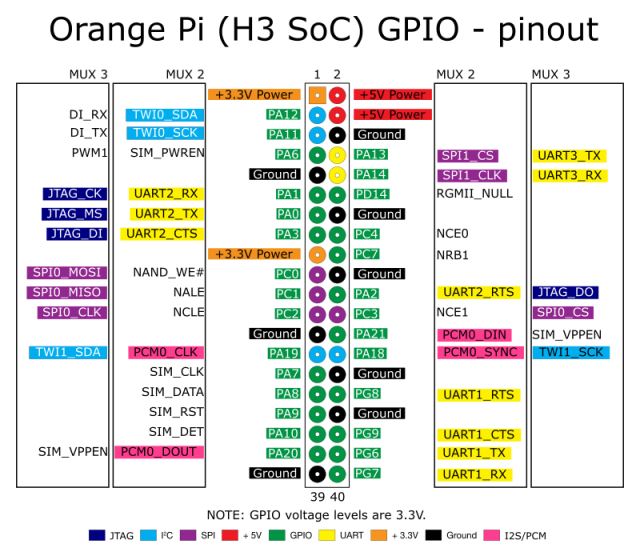 Orange Pi (H3 SoC) GPIO - pinout
MUX 3 MUX 2 1 2 MUX 2 MUX 3
+3.3V Power +5V Power
DI_RX TWI0_SDA PA12 +5V Power
DI_TX TWI0_SCK PA11 Ground
PWM1 SIM_PWREN PA6 PA13 SPI1_CS UART3_TX
Ground PA14 SPI1_CLK UART3_RX
JTAG_CK UART2_RX PA1 PD14 RGMII_NULL
JTAG_MS UART2_TX PA0 Ground
JTAG_DI UART2_CTS PA3 PC4 NCE0
+3.3V Power PC7 NRB1
SPI0_MOSI NAND_WE# PC0 Ground
SPI0_MISO NALE PC1 PA2 UART2_RTS JTAG_DO
SPI0_CLK NCLE PC2 PC3 NCE1 SPI0_CS
Ground PA21 PCM0_DIN SIM_VPPEN
TWI1_SDA PCM0_CLK PA19 PA18 PCM0_SYNC TWI1_SCK
SIM_CLK PA7 Ground
SIM_DATA PA8 PG8 UART1_RTS
SIM_RST PA9 Ground
SIM_DET PA10 PG9 UART1_CTS
SIM_VPPEN PCM0_DOUT PA20 PG6 UART1_TX
Ground PG7 UART1_RX
39 40
NOTE: GPIO voltage levels are 3.3V.
JTAG I²C SPI + 5V GPIO UART + 3.3V Ground I2S/PCM